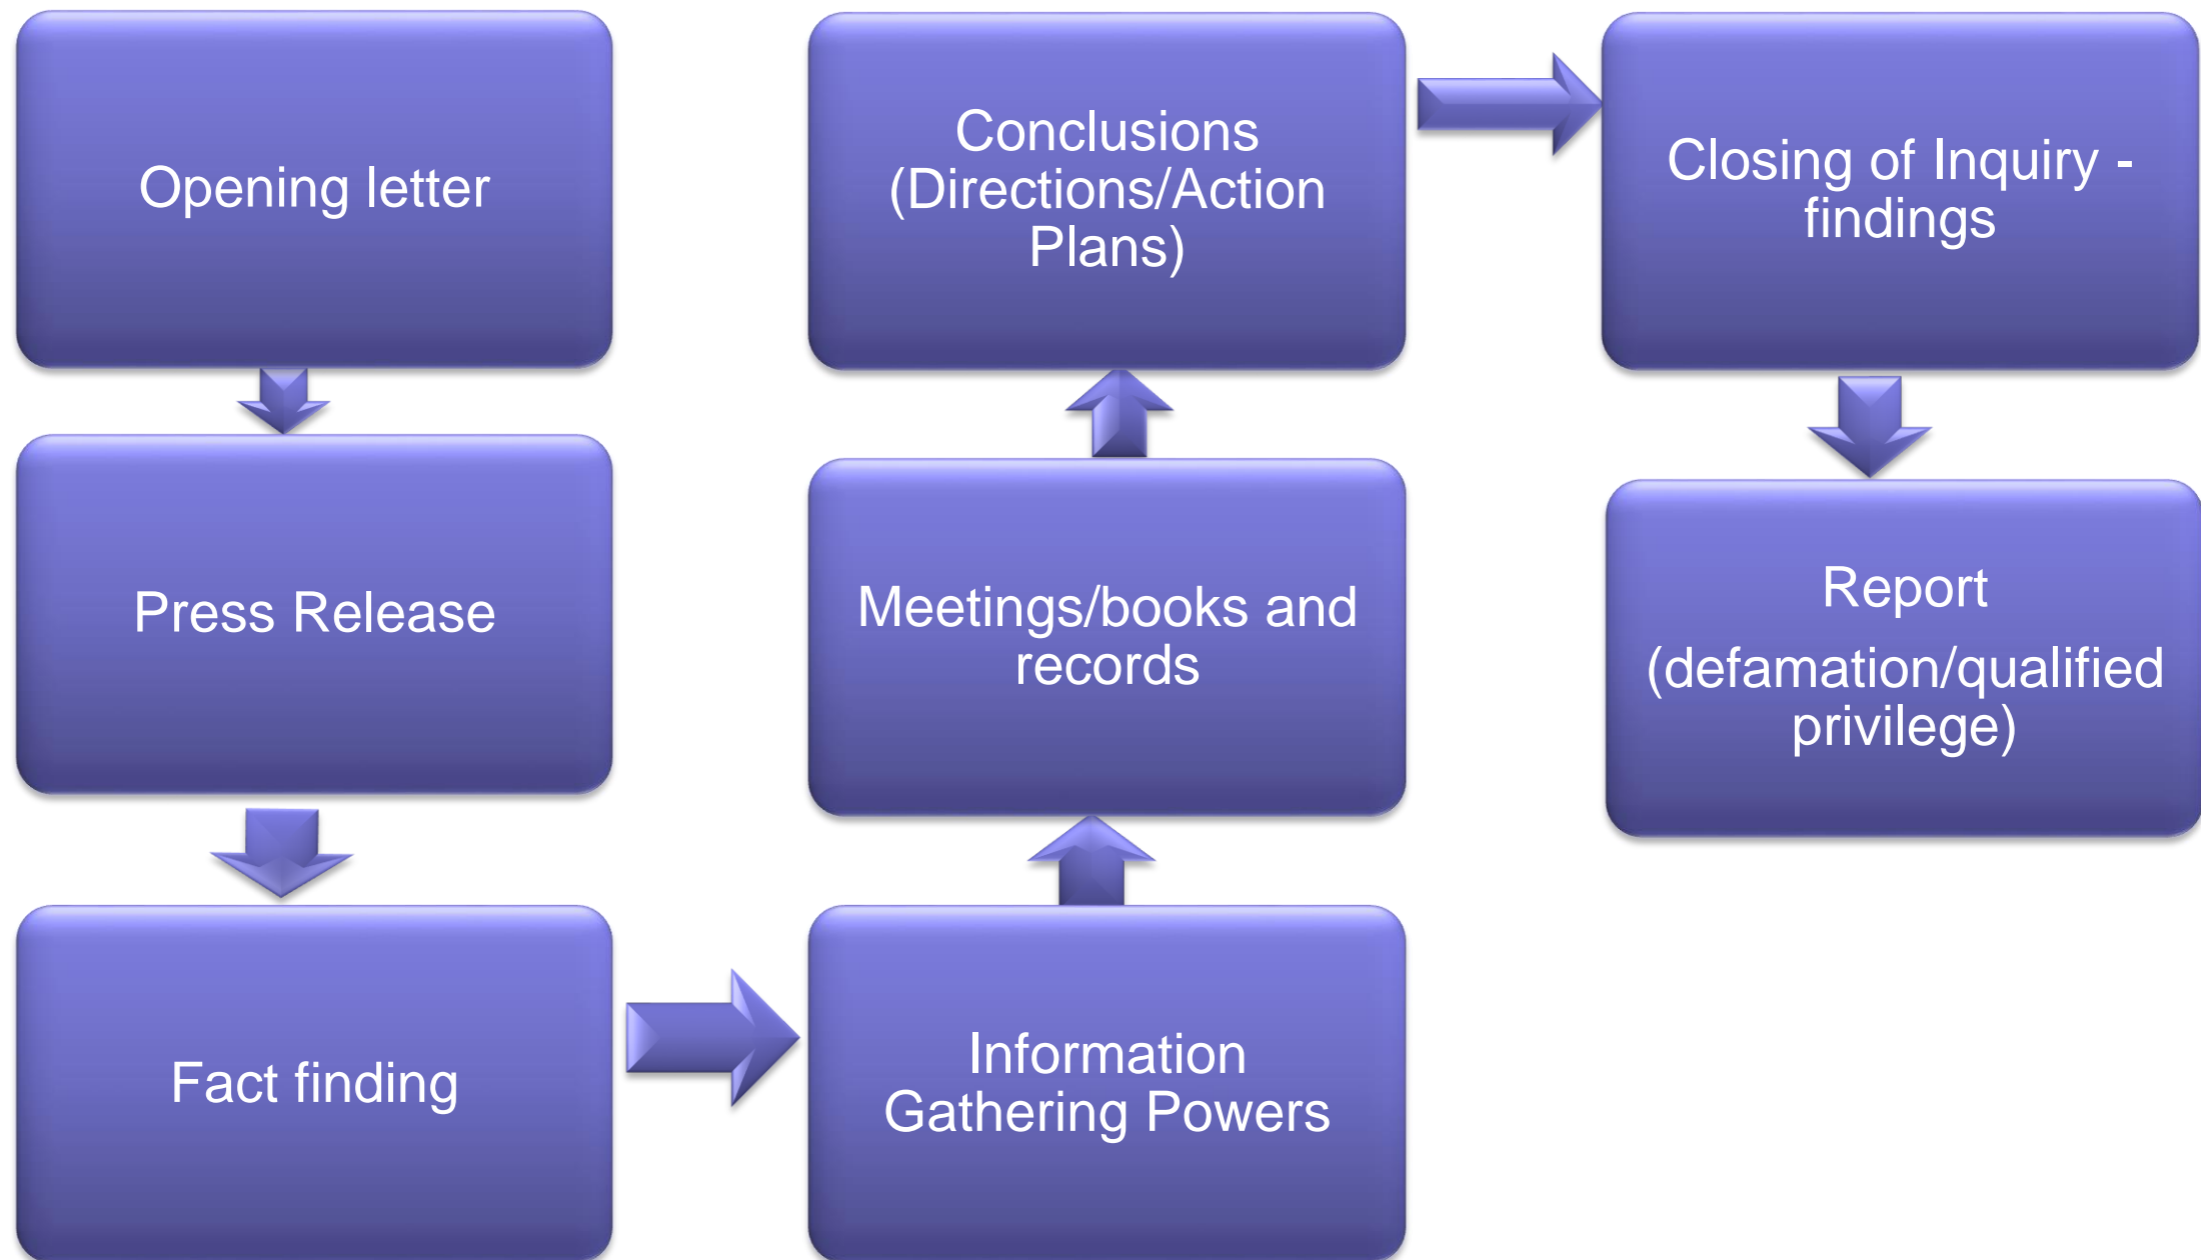 Opening letter
Press Release
Fact finding
Information
Gathering Powers
Meetings/books and
records
Conclusions
(Directions/Action
Plans)
Closing of Inquiry -
findings
Report
(defamation/qualified
privilege)